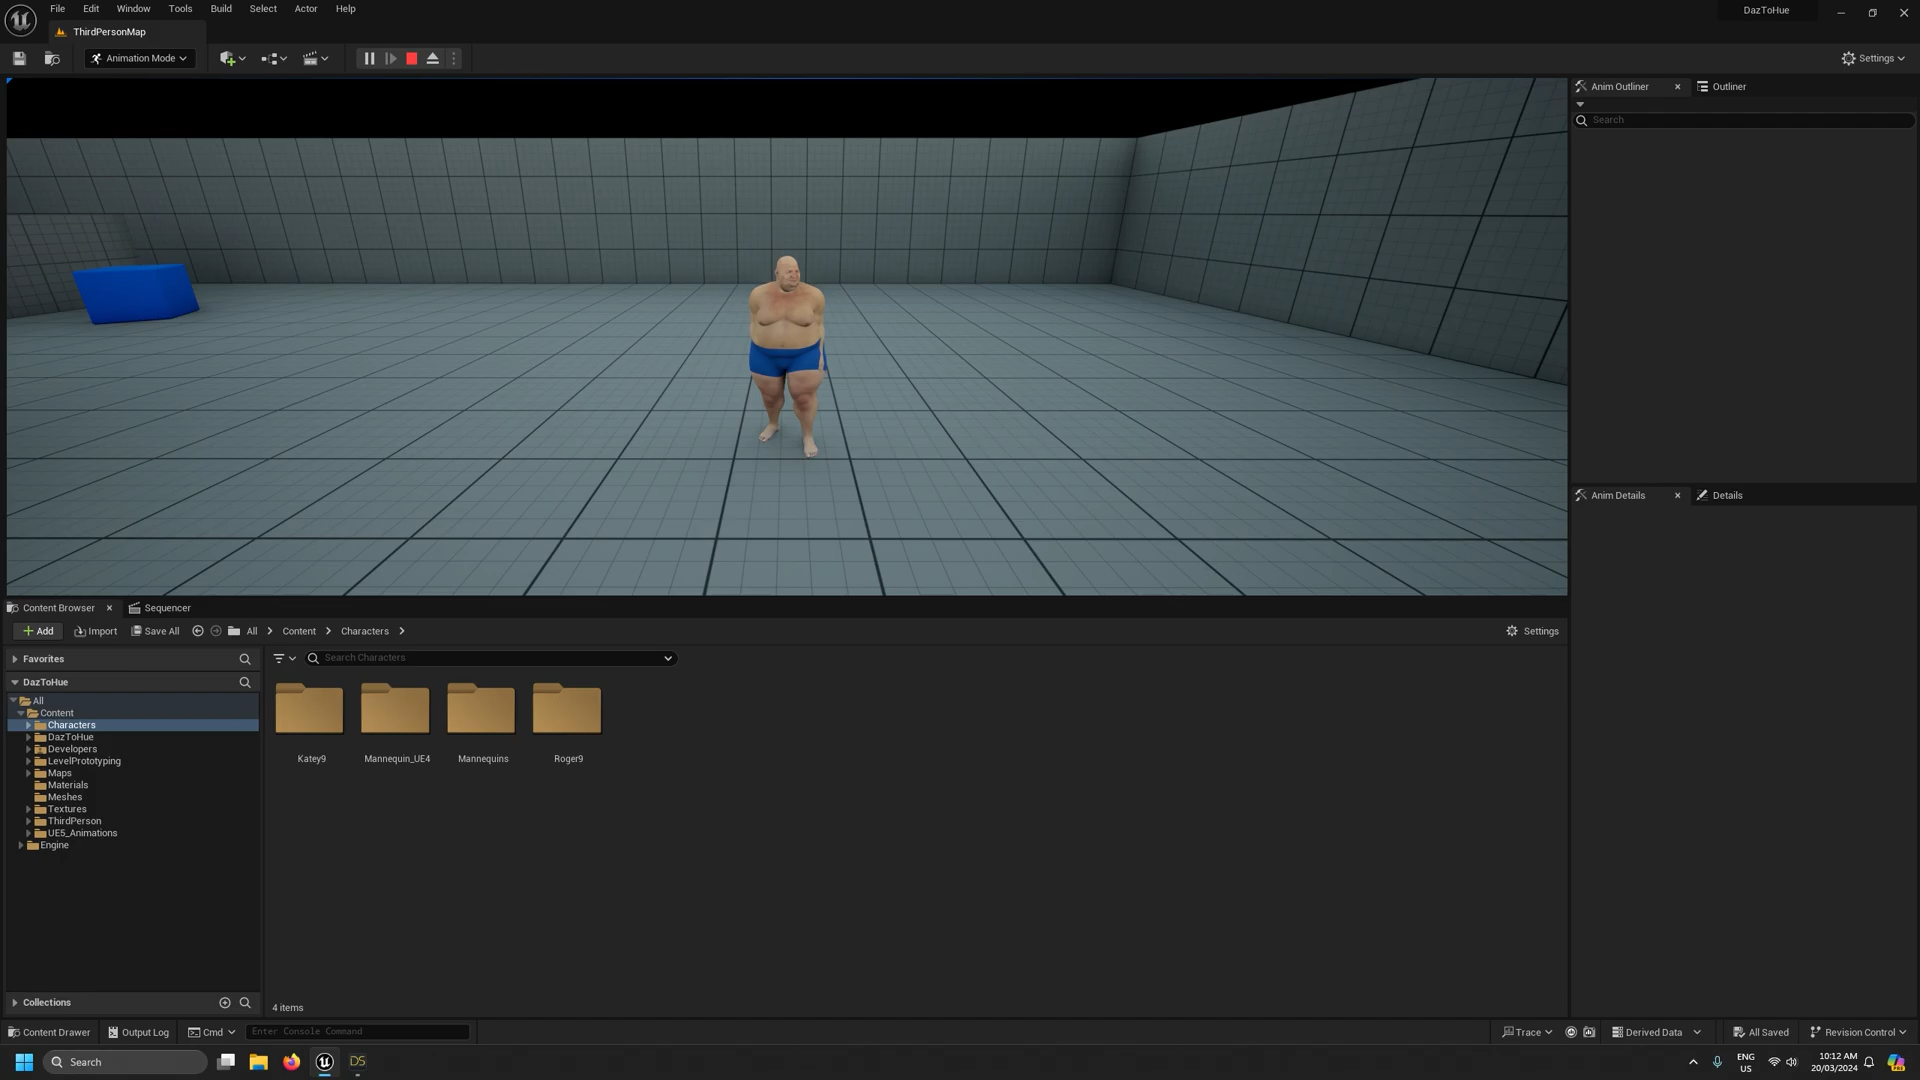 File Edit Window Tools Build Select Actor Help
DazToHue
ThirdPersonMap
Animation Mode
Settings
Anim Outliner
Outliner
Search
Anim Details
Details
Content Browser
Sequencer
Add
Import
Save All
All
Content
Characters
Settings
Favorites
Search Characters
DazToHue
All
Content
Characters
DazToHue
Developers
LevelPrototyping
Maps
Materials
Meshes
Textures
ThirdPerson
UE5_Animations
Engine
Katey9
Mannequin_UE4
Mannequins
Roger9
Collections
4 items
Content Drawer
Output Log
Cmd
Enter Console Command
Trace
Derived Data
All Saved
Revision Control
Search
DS
ENG
US
10:12 AM
20/03/2024